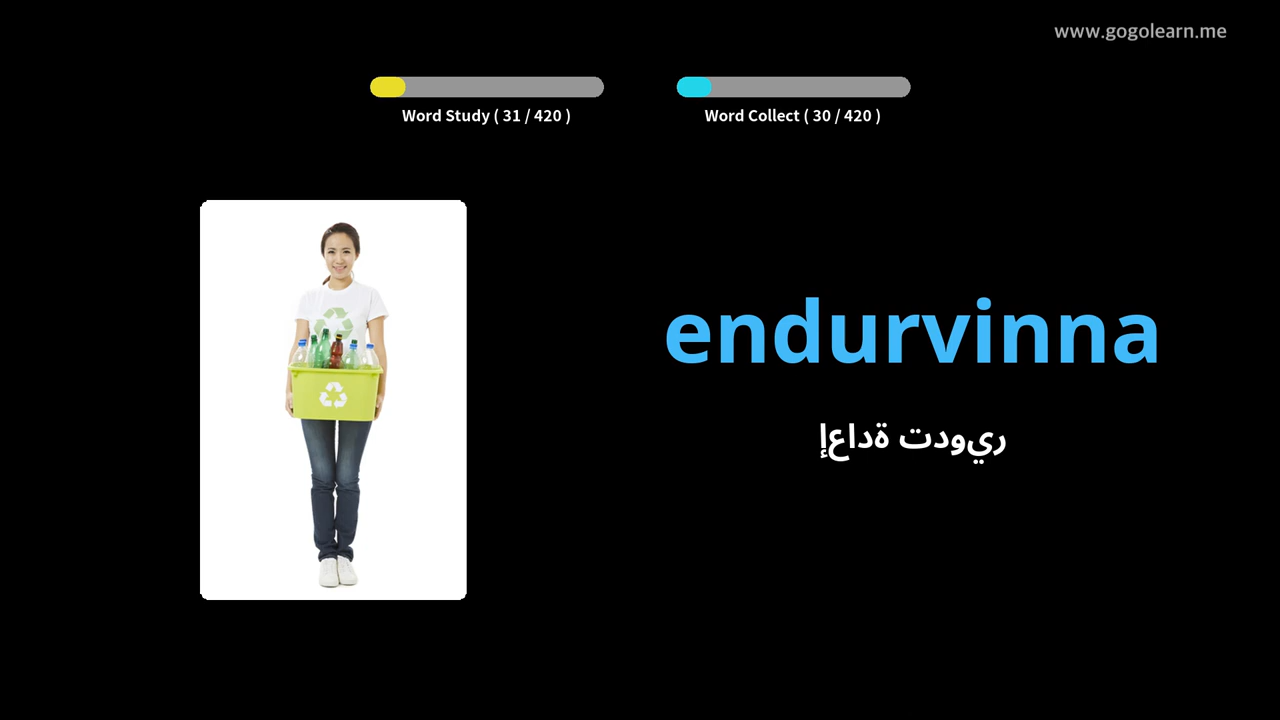 www.gogolearn.me
Word Study ( 31 / 420 )
Word Collect ( 30 / 420 )
endurvinna
إعادة تدوير